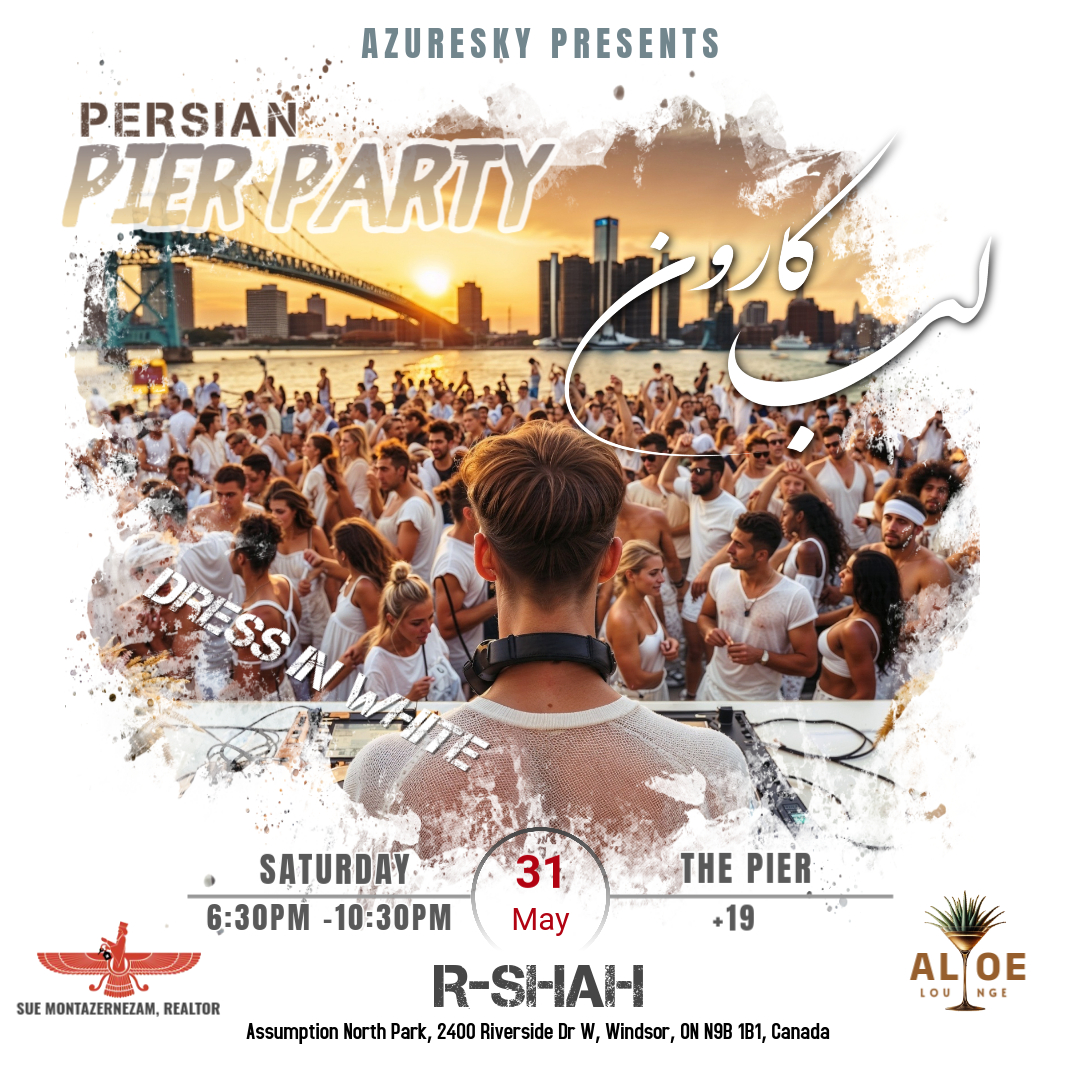 AZURESKY PRESENTS
PERSIAN
PIER PARTY
لب کارون
DRESS IN WHITE
SATURDAY
6:30PM -10:30PM
31
May
THE PIER
+19
SUE MONTAZERNEZAM, REALTOR
R-SHAH
ALOE
LOUNGE
Assumption North Park, 2400 Riverside Dr W, Windsor, ON N9B 1B1, Canada